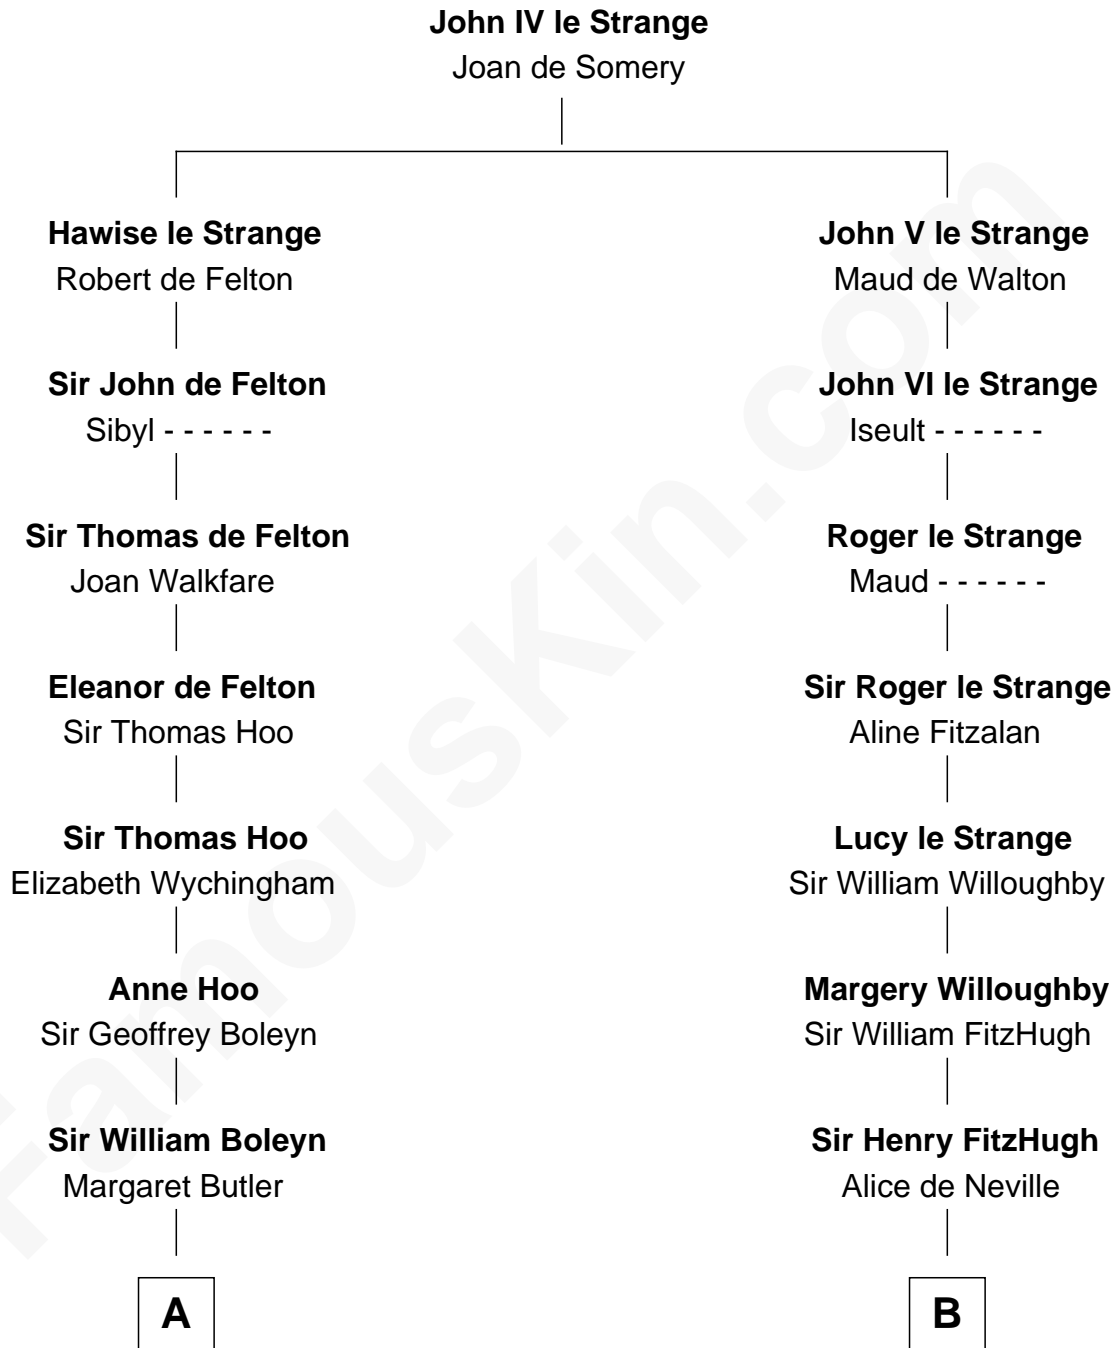 John IV le Strange
Joan de Somery
Hawise le Strange
Robert de Felton
John V le Strange
Maud de Walton
Sir John de Felton
Sibyl - - - - - -
John VI le Strange
Iseult - - - - - -
Sir Thomas de Felton
Joan Walkfare
Roger le Strange
Maud - - - - - -
Eleanor de Felton
Sir Thomas Hoo
Sir Roger le Strange
Aline Fitzalan
Sir Thomas Hoo
Elizabeth Wychingham
Lucy le Strange
Sir William Willoughby
Anne Hoo
Sir Geoffrey Boleyn
Margery Willoughby
Sir William FitzHugh
Sir William Boleyn
Margaret Butler
Sir Henry FitzHugh
Alice de Neville
A
B
FamousKin.com